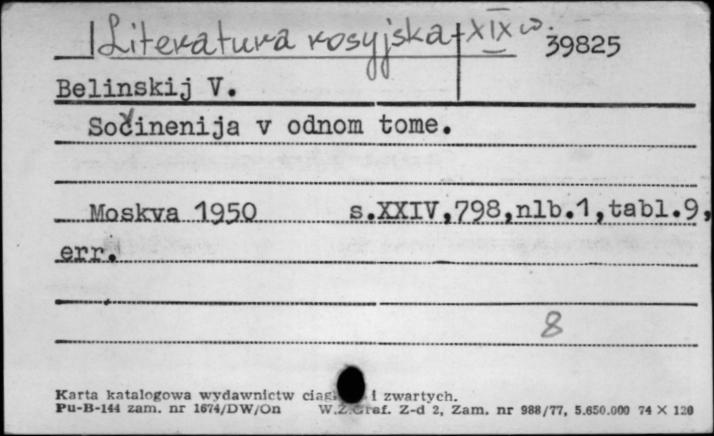 Literatura rosyjska + XIX w.
39825
Belinskij V.
Sočinenija v odnom tome.
Moskva 1950 s.XXIV,798,nlb.1,tabl.9,
err.
8
Karta katalogowa wydawnictw i zwartych.
Pu-B-144 zam. nr 1674/DW/On W.Z.Graf. Z-d 2, Zam. nr 988/77, 5.650.000 74 X 120